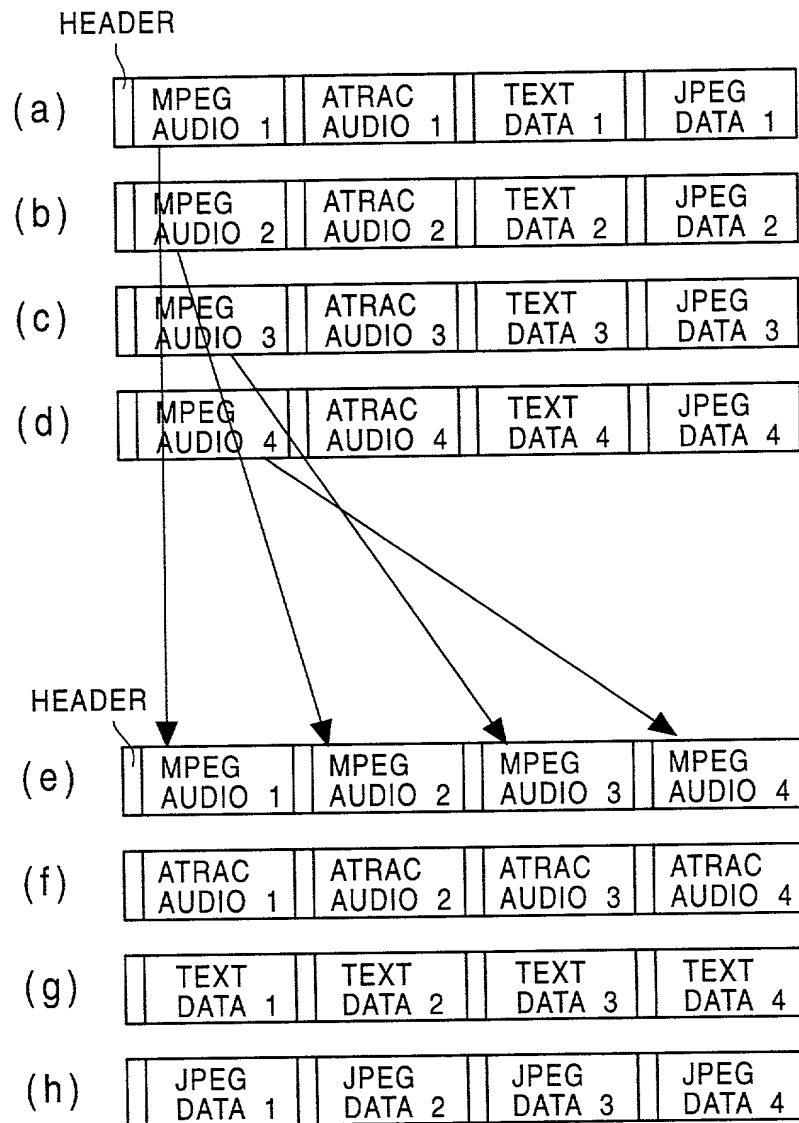 HEADER
(a) MPEG ATRAC TEXT JPEG
AUDIO 1 AUDIO 1 DATA 1 DATA 1
(b) MPEG ATRAC TEXT JPEG
AUDIO 2 AUDIO 2 DATA 2 DATA 2
(c) MPEG ATRAC TEXT JPEG
AUDIO 3 AUDIO 3 DATA 3 DATA 3
(d) MPEG ATRAC TEXT JPEG
AUDIO 4 AUDIO 4 DATA 4 DATA 4
HEADER
(e) MPEG MPEG MPEG MPEG
AUDIO 1 AUDIO 2 AUDIO 3 AUDIO 4
(f) ATRAC ATRAC ATRAC ATRAC
AUDIO 1 AUDIO 2 AUDIO 3 AUDIO 4
(g) TEXT TEXT TEXT TEXT
DATA 1 DATA 2 DATA 3 DATA 4
(h) JPEG JPEG JPEG JPEG
DATA 1 DATA 2 DATA 3 DATA 4